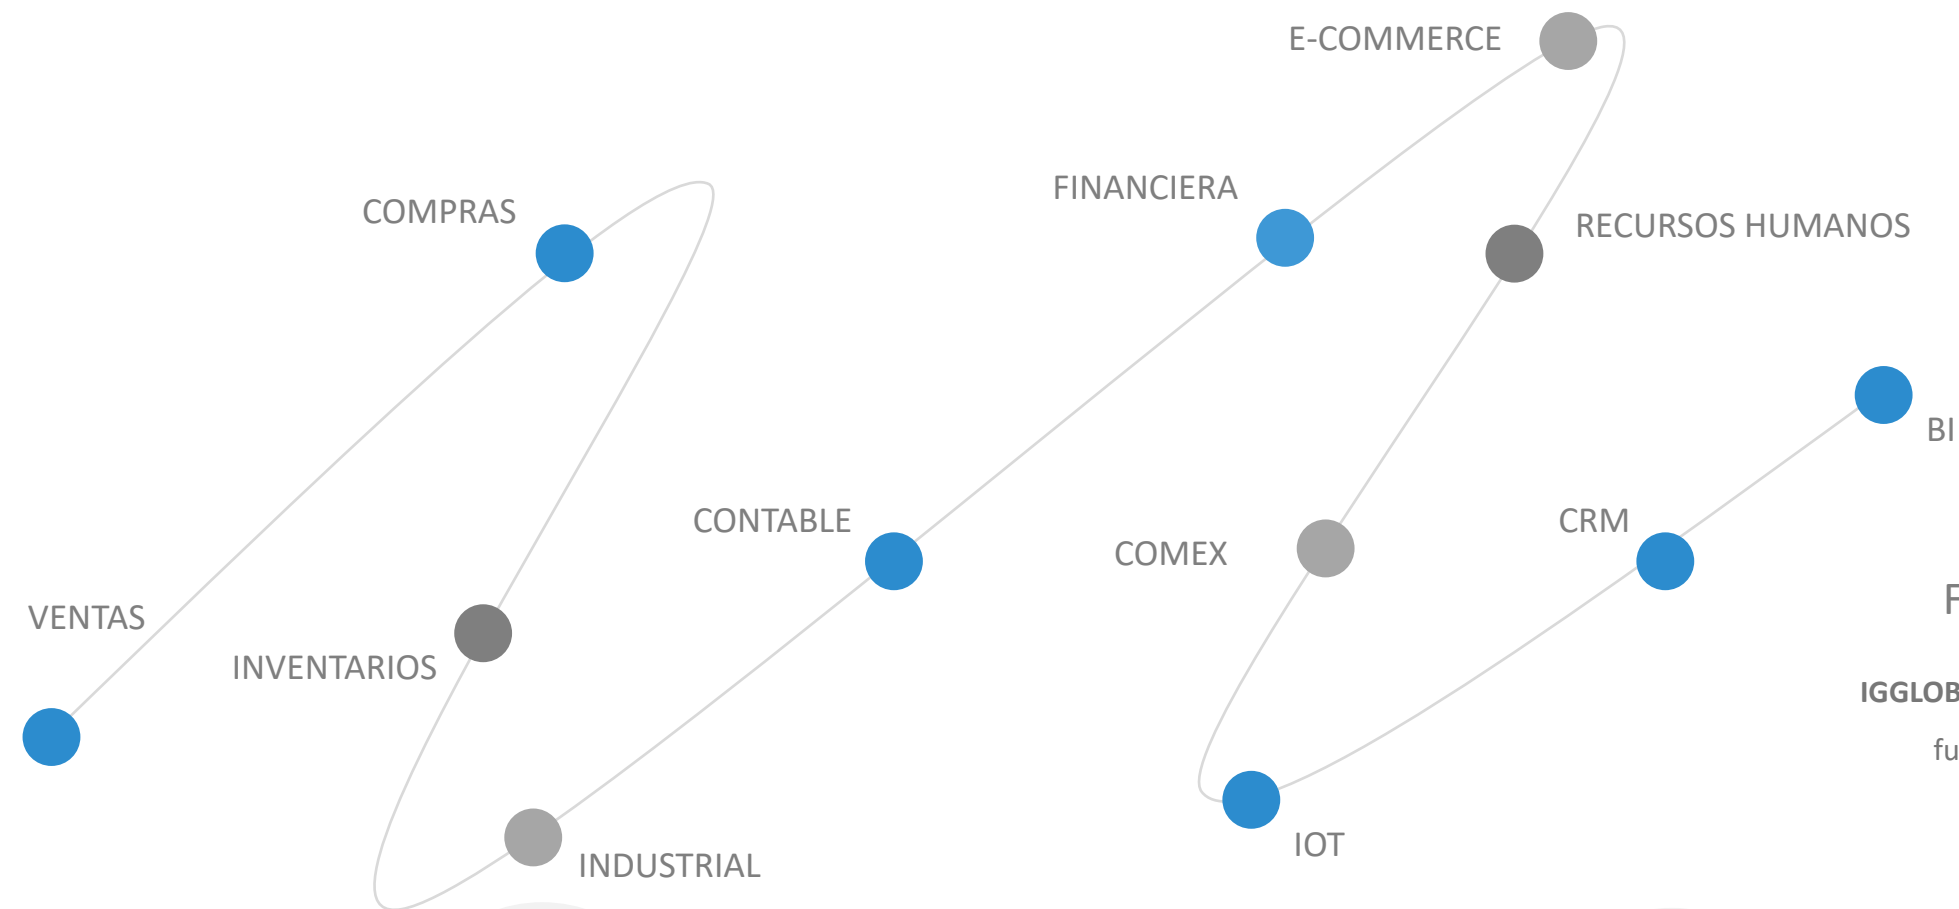 E-COMMERCE
FINANCIERA
COMPRAS
RECURSOS HUMANOS
BI
CONTABLE
CRM
COMEX
VENTAS
INVENTARIOS
IOT
INDUSTRIAL